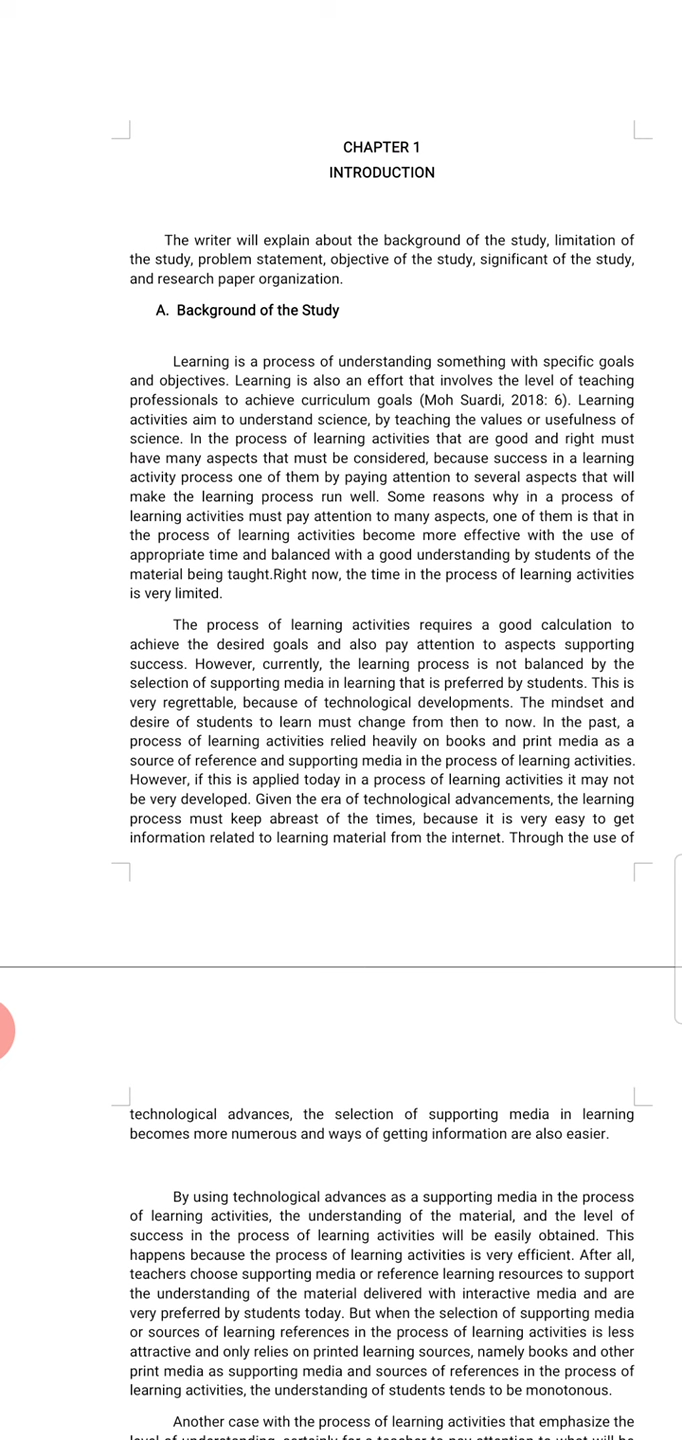 CHAPTER 1
INTRODUCTION
The writer will explain about the background of the study, limitation of
the study, problem statement, objective of the study, significant of the study,
and research paper organization.
A. Background of the Study
Learning is a process of understanding something with specific goals
and objectives. Learning is also an effort that involves the level of teaching
professionals to achieve curriculum goals (Moh Suardi, 2018: 6). Learning
activities aim to understand science, by teaching the values or usefulness of
science. In the process of learning activities that are good and right must
have many aspects that must be considered, because success in a learning
activity process one of them by paying attention to several aspects that will
make the learning process run well. Some reasons why in a process of
learning activities must pay attention to many aspects, one of them is that in
the process of learning activities become more effective with the use of
appropriate time and balanced with a good understanding by students of the
material being taught.Right now, the time in the process of learning activities
is very limited.
The process of learning activities requires a good calculation to
achieve the desired goals and also pay attention to aspects supporting
success. However, currently, the learning process is not balanced by the
selection of supporting media in learning that is preferred by students. This is
very regrettable, because of technological developments. The mindset and
desire of students to learn must change from then to now. In the past, a
process of learning activities relied heavily on books and print media as a
source of reference and supporting media in the process of learning activities.
However, if this is applied today in a process of learning activities it may not
be very developed. Given the era of technological advancements, the learning
process must keep abreast of the times, because it is very easy to get
information related to learning material from the internet. Through the use of
technological advances, the selection of supporting media in learning
becomes more numerous and ways of getting information are also easier.
By using technological advances as a supporting media in the process
of learning activities, the understanding of the material, and the level of
success in the process of learning activities will be easily obtained. This
happens because the process of learning activities is very efficient. After all,
teachers choose supporting media or reference learning resources to support
the understanding of the material delivered with interactive media and are
very preferred by students today. But when the selection of supporting media
or sources of learning references in the process of learning activities is less
attractive and only relies on printed learning sources, namely books and other
print media as supporting media and sources of references in the process of
learning activities, the understanding of students tends to be monotonous.
Another case with the process of learning activities that emphasize the
level of understanding, certainly for a teacher to pay attention to what will be